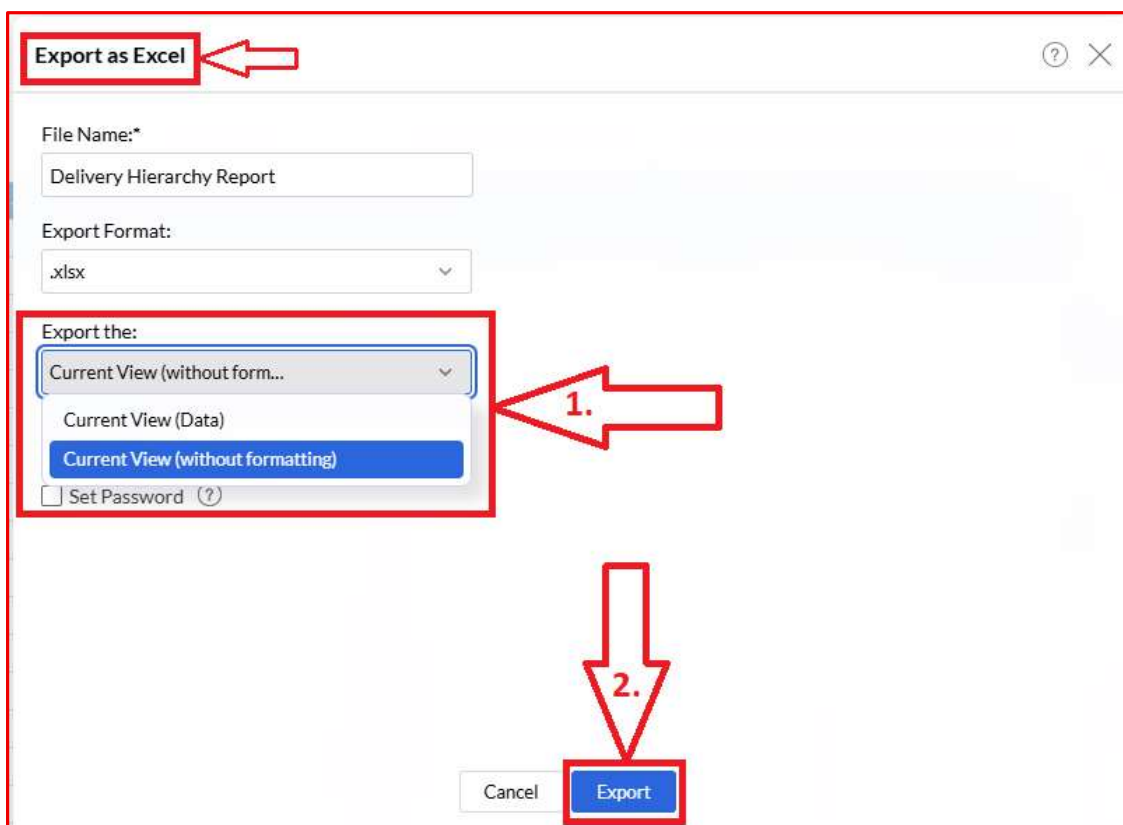 Export as Excel
File Name:*
Delivery Hierarchy Report
Export Format:
.xlsx
Export the:
Current View (without form...
1.
Current View (Data)
Current View (without formatting)
Set Password
2.
Cancel Export